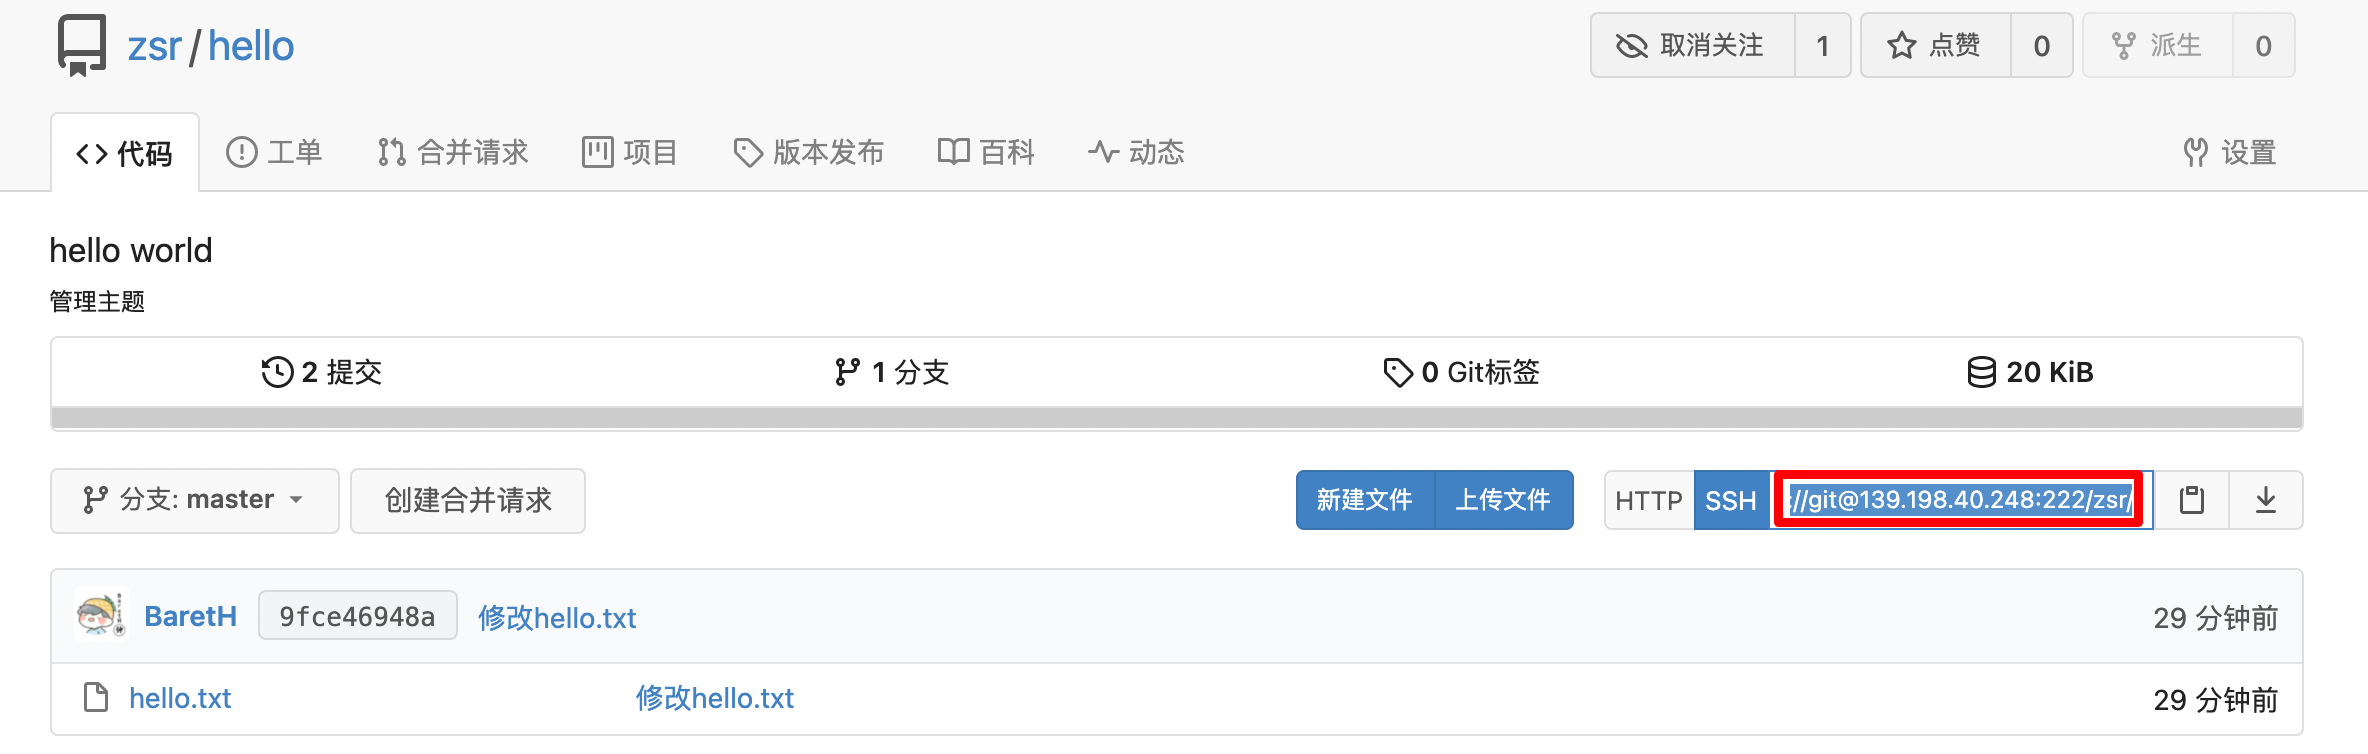 zsr / hello
取消关注 1 点赞 0 派生 0
代码 工单 合并请求 项目 版本发布 百科 动态 设置
hello world
管理主题
2 提交 1 分支 0 Git标签 20 KiB
分支: master 创建合并请求 新建文件 上传文件 HTTP SSH ://git@139.198.40.248:222/zsr/
BaretH 9fce46948a 修改hello.txt 29 分钟前
hello.txt 修改hello.txt 29 分钟前